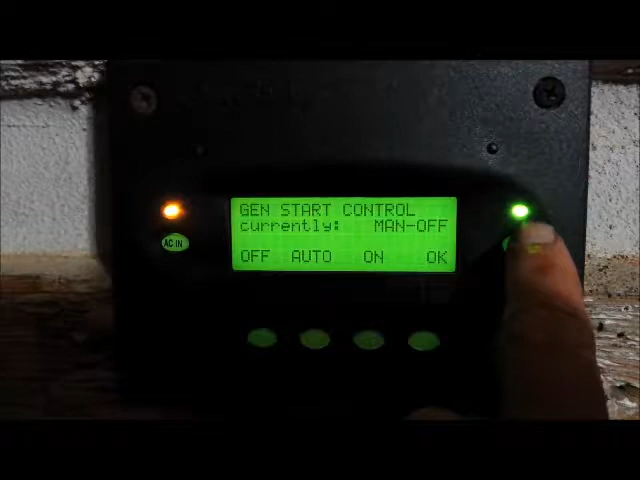 GEN START CONTROL
currently: MAN-OFF
OFF AUTO ON OK
AC IN